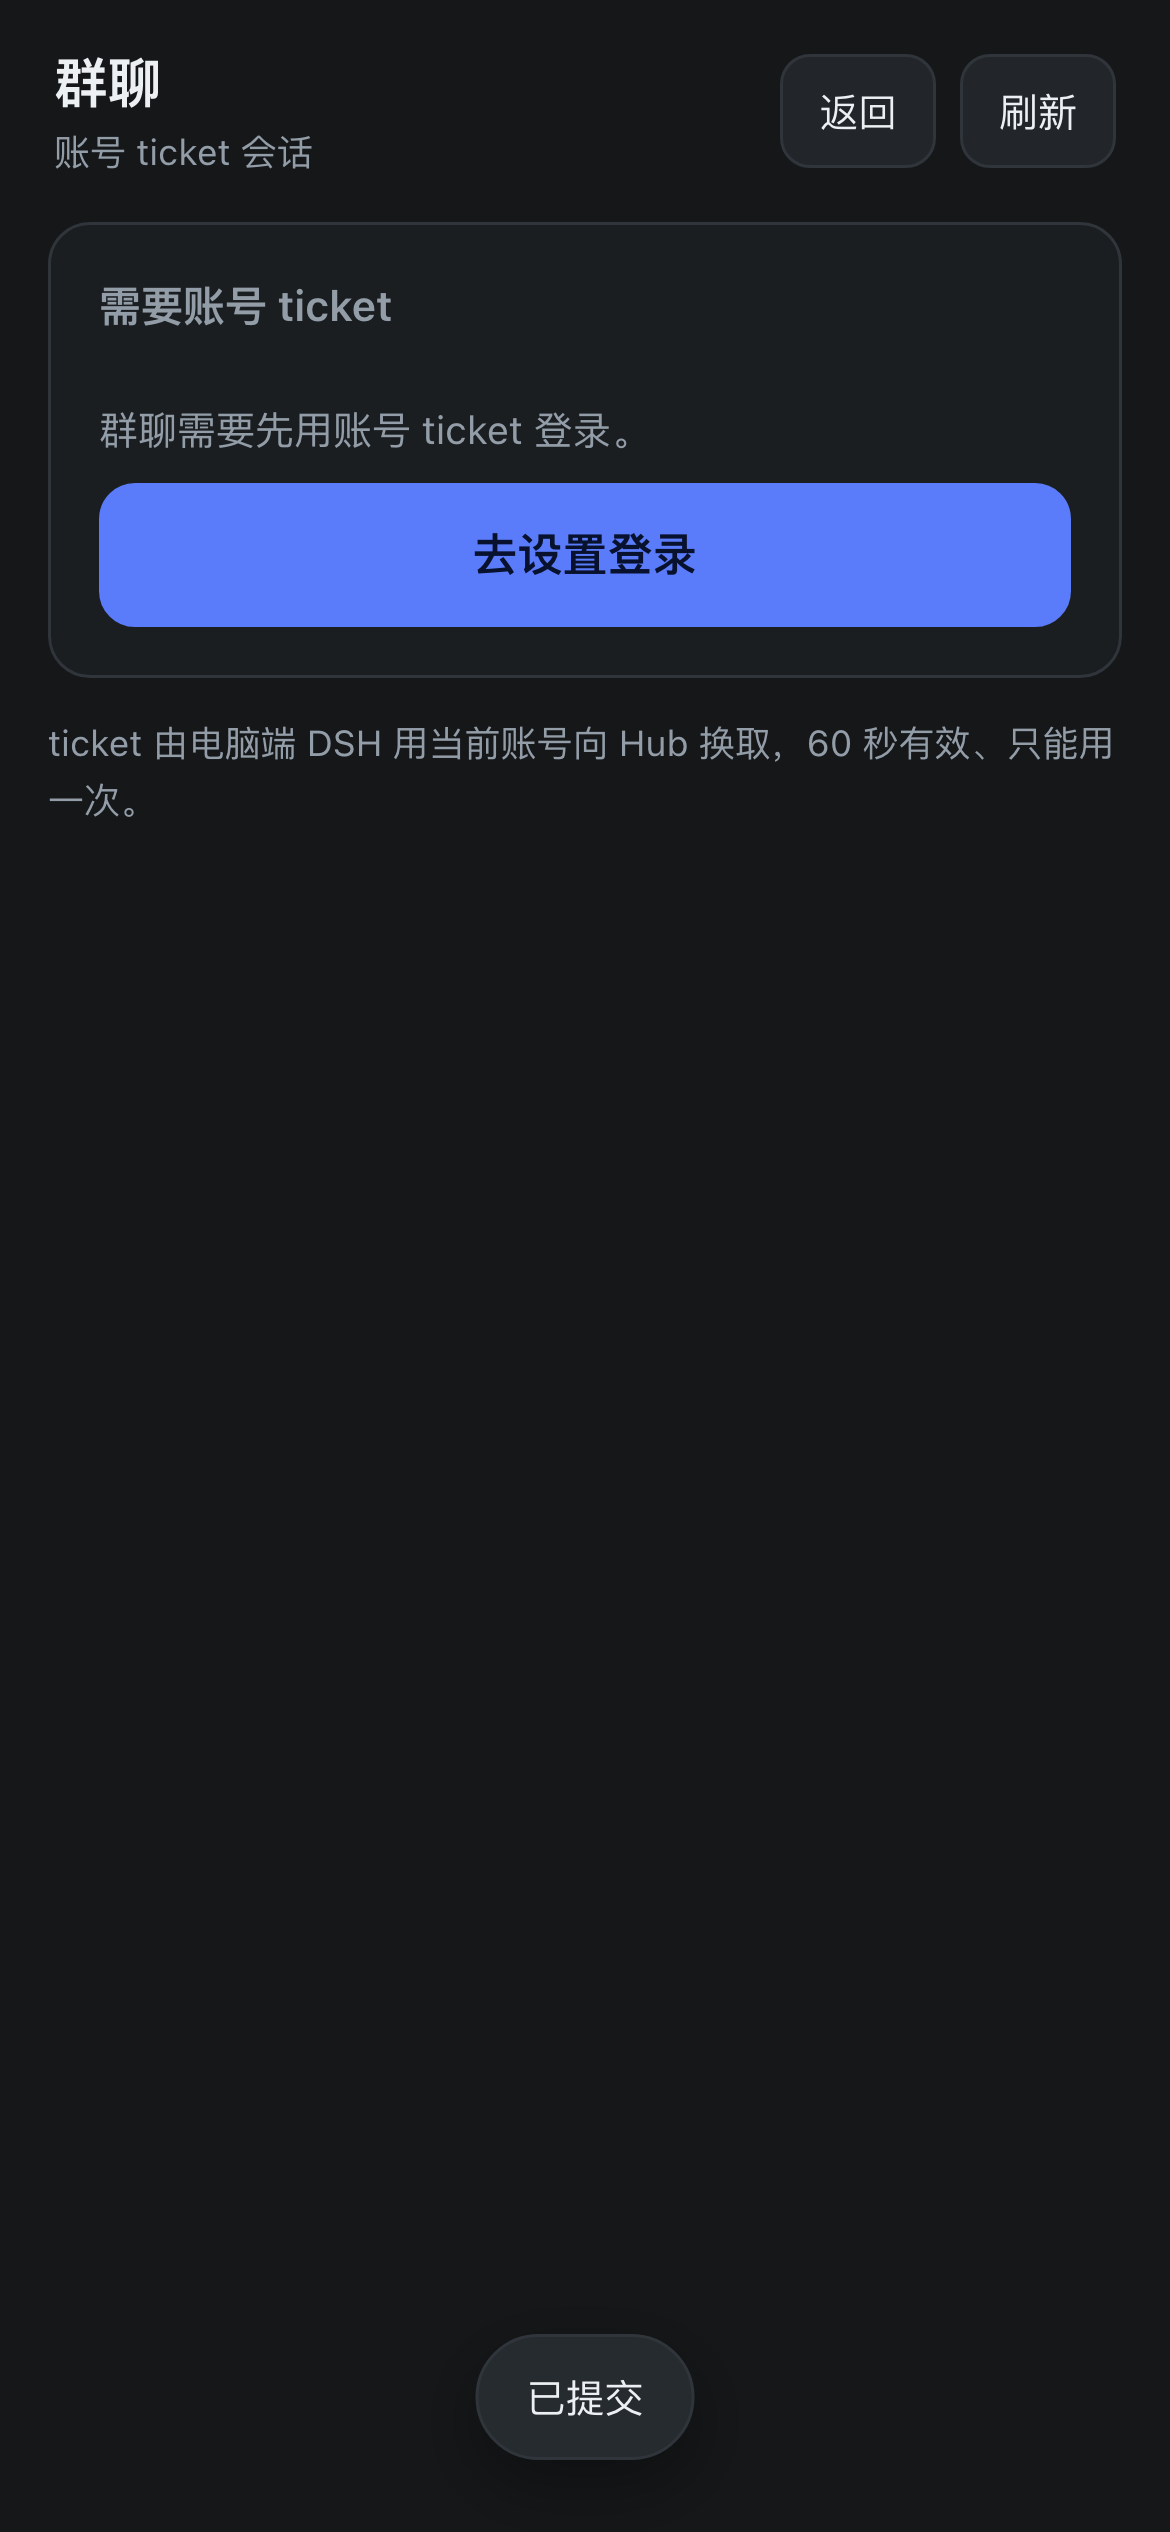 群聊
账号 ticket 会话
返回
刷新
需要账号 ticket
群聊需要先用账号 ticket 登录。
去设置登录
ticket 由电脑端 DSH 用当前账号向 Hub 换取，60 秒有效、只能用
一次。
已提交